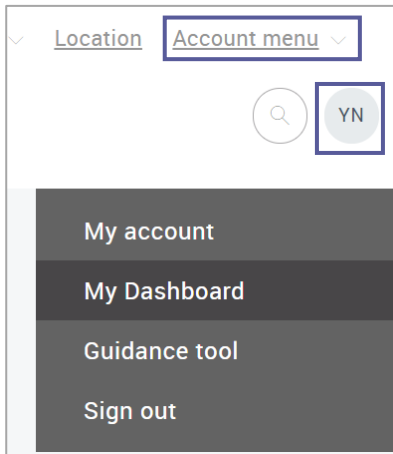 Location Account menu
YN
My account
My Dashboard
Guidance tool
Sign out